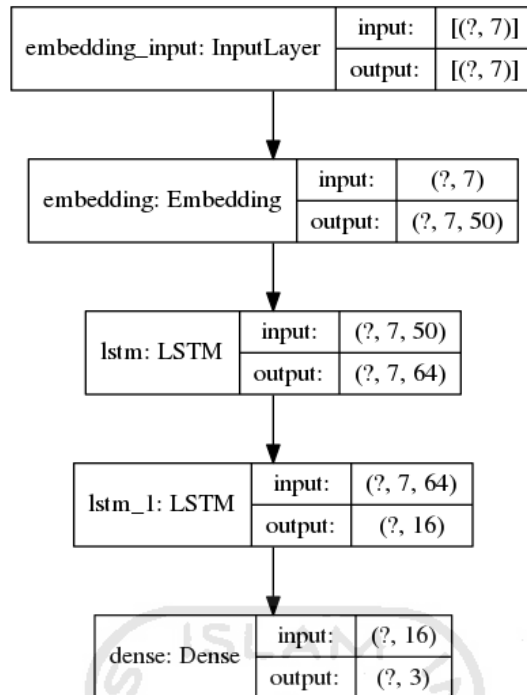 embedding_input: InputLayer
input: [(?, 7)]
output: [(?, 7)]
embedding: Embedding
input: (?, 7)
output: (?, 7, 50)
lstm: LSTM
input: (?, 7, 50)
output: (?, 7, 64)
lstm_1: LSTM
input: (?, 7, 64)
output: (?, 16)
dense: Dense
input: (?, 16)
output: (?, 3)
ISLAM